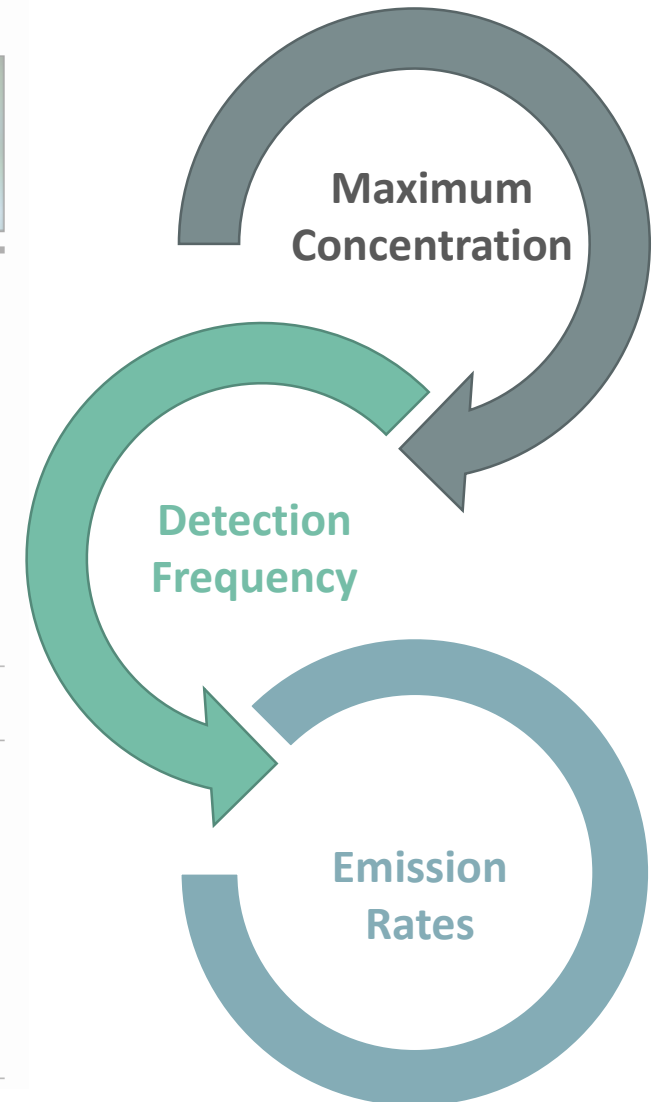 Maximum
Concentration
Detection
Frequency
Emission
Rates